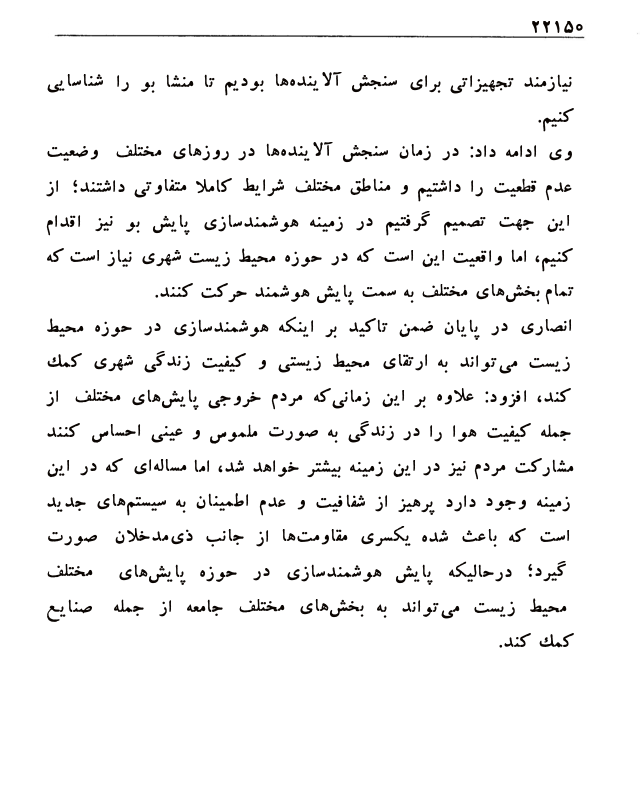 ۲۲۱۵۰
نیازمند تجهیزاتی برای سنجش آلاینده‌ها بودیم تا منشا بو را شناسایی
کنیم.
وی ادامه داد: در زمان سنجش آلاینده‌ها در روزهای مختلف وضعیت
عدم قطعیت را داشتیم و مناطق مختلف شرایط کاملا متفاوتی داشتند؛ از
این جهت تصمیم گرفتیم در زمینه هوشمندسازی پایش بو نیز اقدام
کنیم، اما واقعیت این است که در حوزه محیط زیست شهری نیاز است که
تمام بخش‌های مختلف به سمت پایش هوشمند حرکت کنند.
انصاری در پایان ضمن تاکید بر اینکه هوشمندسازی در حوزه محیط
زیست می‌تواند به ارتقای محیط زیستی و کیفیت زندگی شهری کمك
کند، افزود: علاوه بر این زمانی‌که مردم خروجی پایش‌های مختلف از
جمله کیفیت هوا را در زندگی به صورت ملموس و عینی احساس کنند
مشارکت مردم نیز در این زمینه بیشتر خواهد شد، اما مساله‌ای که در این
زمینه وجود دارد پرهیز از شفافیت و عدم اطمینان به سیستم‌های جدید
است که باعث شده یکسری مقاومت‌ها از جانب ذی‌مدخلان صورت
گیرد؛ درحالیکه پایش هوشمندسازی در حوزه پایش‌های مختلف
محیط زیست می‌تواند به بخش‌های مختلف جامعه از جمله صنایع
کمك کند.